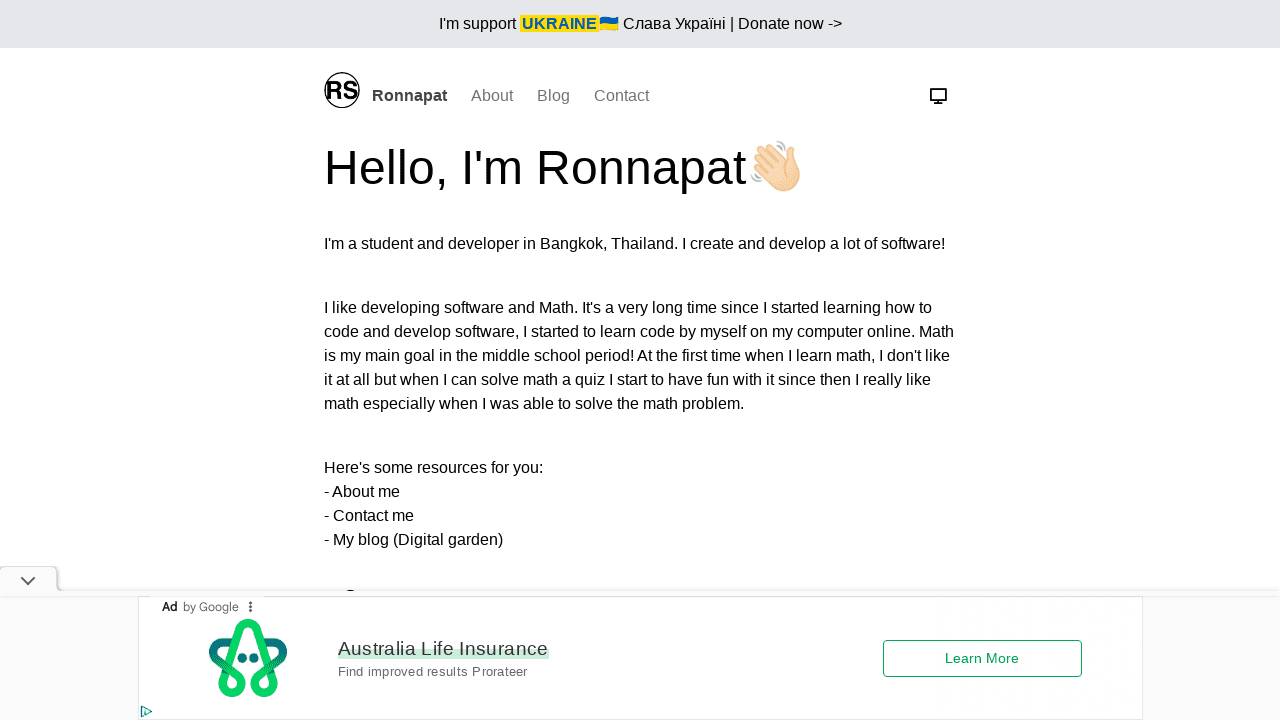 I'm support UKRAINE🇺🇦 Слава Україні | Donate now ->
RS Ronnapat About Blog Contact
Hello, I'm Ronnapat👋🏻
I'm a student and developer in Bangkok, Thailand. I create and develop a lot of software!
I like developing software and Math. It's a very long time since I started learning how to
code and develop software, I started to learn code by myself on my computer online. Math
is my main goal in the middle school period! At the first time when I learn math, I don't like
it at all but when I can solve math a quiz I start to have fun with it since then I really like
math especially when I was able to solve the math problem.
Here's some resources for you:
- About me
- Contact me
- My blog (Digital garden)
Ad by Google
Australia Life Insurance
Find improved results Prorateer
Learn More